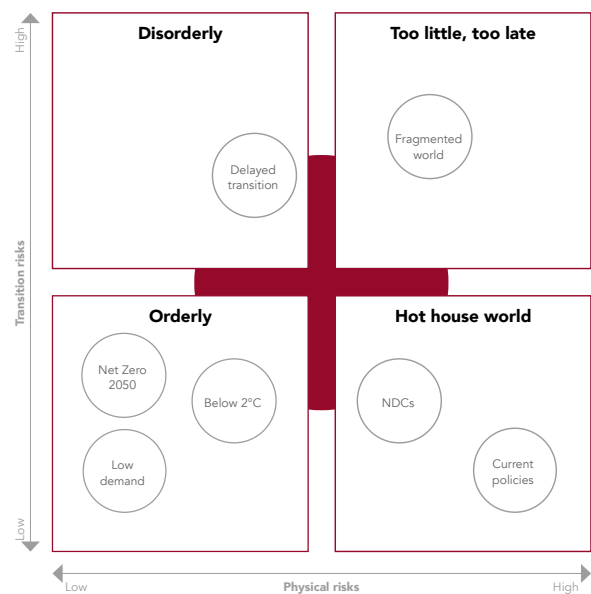 High
Transition risks
Low
Disorderly
Delayed
transition
Too little, too late
Fragmented
world
Orderly
Net Zero
2050
Below 2°C
Low
demand
Hot house world
NDCs
Current
policies
Low
Physical risks
High